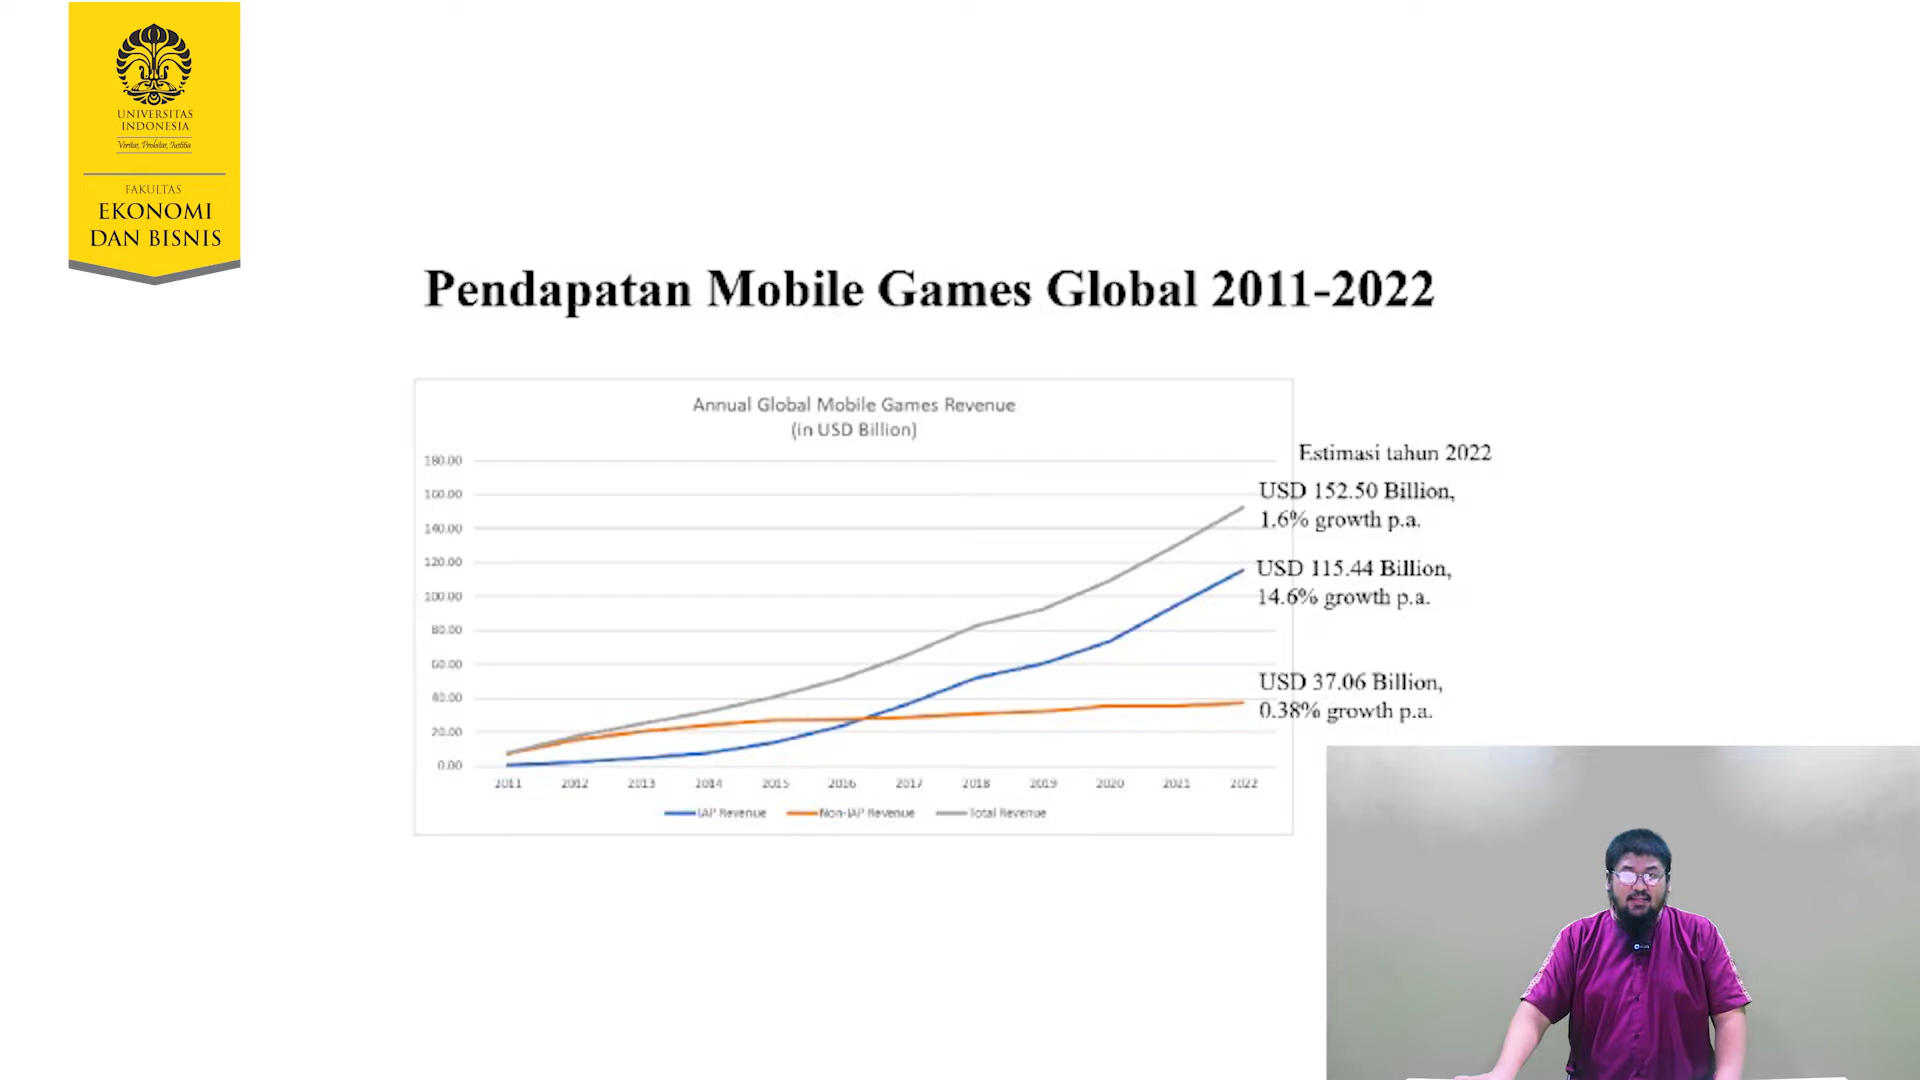 UNIVERSITAS
INDONESIA
Veritas, Probitas, Iustitia
FAKULTAS
EKONOMI
DAN BISNIS
Pendapatan Mobile Games Global 2011-2022
Annual Global Mobile Games Revenue
(in USD Billion)
180.00
160.00
140.00
120.00
100.00
80.00
60.00
40.00
20.00
0.00
2011 2012 2013 2014 2015 2016 2017 2018 2019 2020 2021 2022
IAP Revenue Non-IAP Revenue Total Revenue
Estimasi tahun 2022
USD 152.50 Billion,
1.6% growth p.a.
USD 115.44 Billion,
14.6% growth p.a.
USD 37.06 Billion,
0.38% growth p.a.